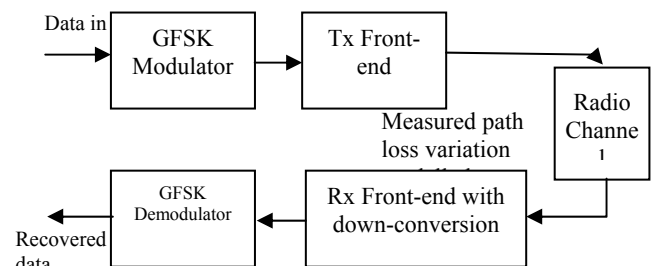 Data in
GFSK
Modulator
Tx Front-
end
Radio
Channe
l
Measured path
loss variation
Rx Front-end with
down-conversion
GFSK
Demodulator
Recovered
data